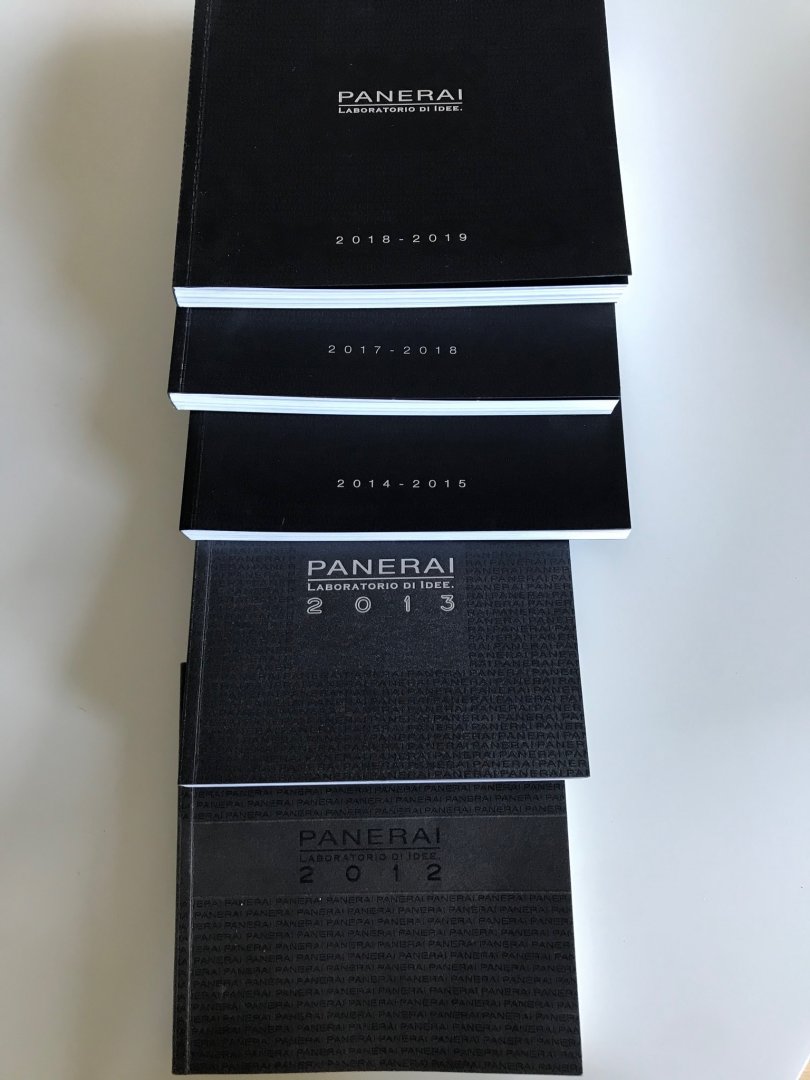 PANERAI
LABORATORIO DI IDEE.
2018-2019
2017-2018
2014-2015
PANERAI
LABORATORIO DI IDEE.
2013
PANERAI
LABORATORIO DI IDEE.
2012